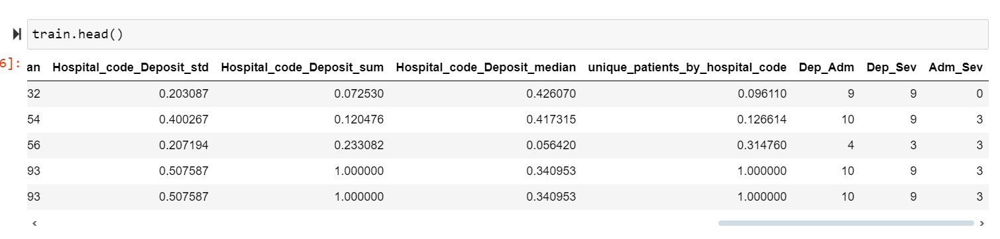 train.head()
6]:
an Hospital_code_Deposit_std Hospital_code_Deposit_sum Hospital_code_Deposit_median unique_patients_by_hospital_code Dep_Adm Dep_Sev Adm_Sev
32 0.203087 0.072530 0.426070 0.096110 9 9 0
54 0.400267 0.120476 0.417315 0.126614 10 9 3
56 0.207194 0.233082 0.056420 0.314760 4 3 3
93 0.507587 1.000000 0.340953 1.000000 10 9 3
93 0.507587 1.000000 0.340953 1.000000 10 9 3